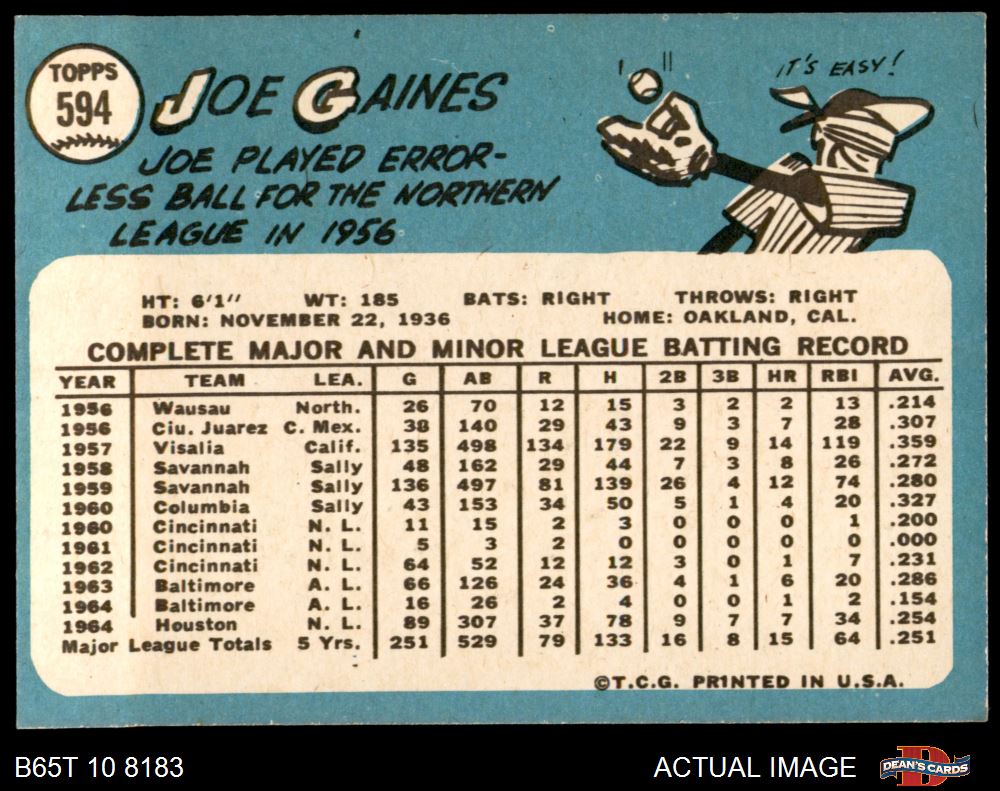 TOPPS
594
JOE GAINES
IT'S EASY!
JOE PLAYED ERROR-
LESS BALL FOR THE NORTHERN
LEAGUE IN 1956
HT: 6'1" WT: 185 BATS: RIGHT THROWS: RIGHT
BORN: NOVEMBER 22, 1936 HOME: OAKLAND, CAL.
COMPLETE MAJOR AND MINOR LEAGUE BATTING RECORD
YEAR TEAM LEA. G AB R H 2B 3B HR RBI AVG.
1956 Wausau North. 26 70 12 15 3 2 2 13 .214
1956 Ciu. Juarez C. Mex. 38 140 29 43 9 3 7 28 .307
1957 Visalia Calif. 135 498 134 179 22 9 14 119 .359
1958 Savannah Sally 48 162 29 44 7 3 8 26 .272
1959 Savannah Sally 136 497 81 139 26 4 12 74 .280
1960 Columbia Sally 43 153 34 50 5 1 4 20 .327
1960 Cincinnati N. L. 11 15 2 3 0 0 0 1 .200
1961 Cincinnati N. L. 5 3 2 0 0 0 0 0 .000
1962 Cincinnati N. L. 64 52 12 12 3 0 1 7 .231
1963 Baltimore A. L. 66 126 24 36 4 1 6 20 .286
1964 Baltimore A. L. 16 26 2 4 0 0 1 2 .154
1964 Houston N. L. 89 307 37 78 9 7 7 34 .254
Major League Totals 5 Yrs. 251 529 79 133 16 8 15 64 .251
©T.C.G. PRINTED IN U.S.A.
B65T 10 8183 ACTUAL IMAGE
D
DEAN'S CARDS